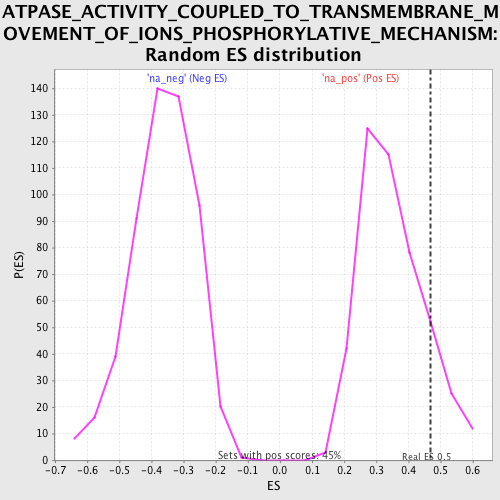 ATPASE_ACTIVITY_COUPLED_TO_TRANSMEMBRANE_M
OVEMENT_OF_IONS_PHOSPHORYLATIVE_MECHANISM:
Random ES distribution
'na_neg' (Neg ES) 'na_pos' (Pos ES)
140
130
120
110
100
90
80
70
60
50
40
30
20
10
0
P(ES)
Sets with pos scores: 45% Real ES 0.5
-0.7 -0.6 -0.5 -0.4 -0.3 -0.2 -0.1 0.0 0.1 0.2 0.3 0.4 0.5 0.6
ES